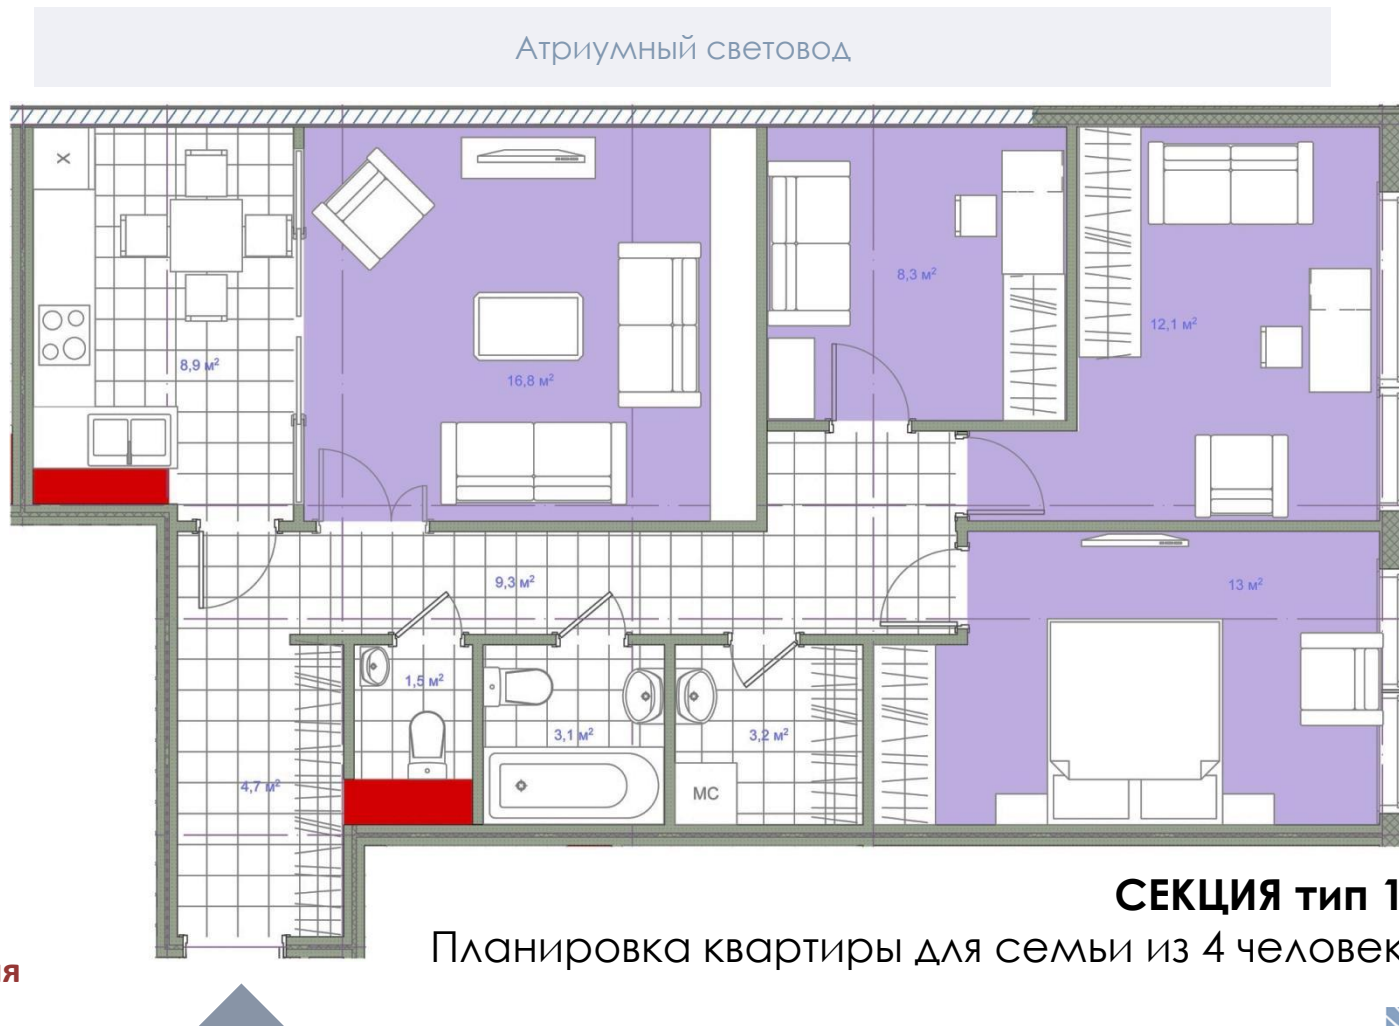 Атриумный световод
X
8,3 м²
12,1 м²
8,9 м²
16,8 м²
9,3 м²
13 м²
1,5 м²
3,1 м²
3,2 м²
4,7 м²
МС
СЕКЦИЯ тип 1
Планировка квартиры для семьи из 4 человек
ия